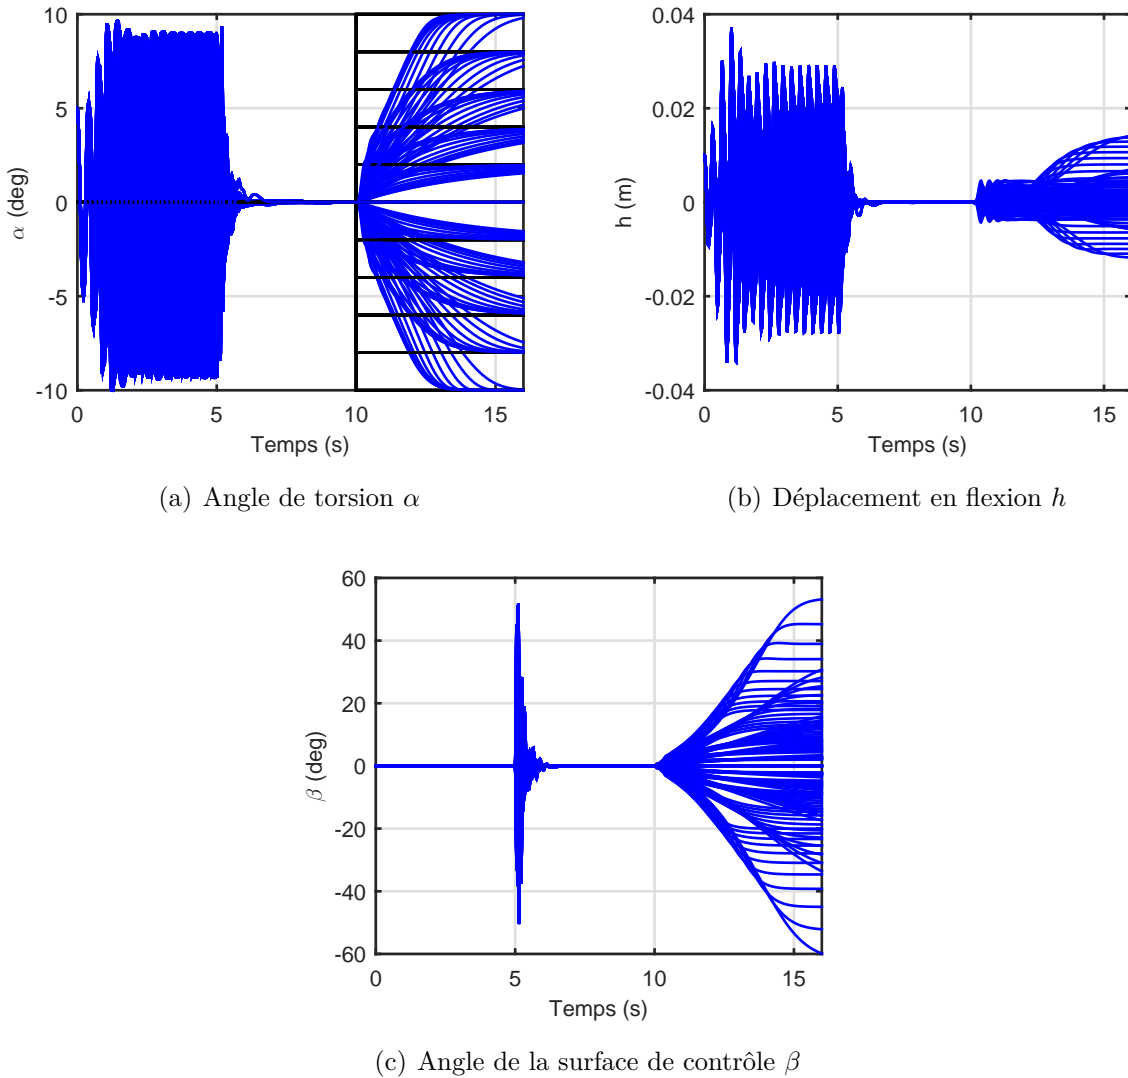 10
5
0
-5
-10
α (deg)
0 5 10 15
Temps (s)
(a) Angle de torsion α
0.04
0.02
0
-0.02
-0.04
h (m)
0 5 10 15
Temps (s)
(b) Déplacement en flexion h
60
40
20
0
-20
-40
-60
β (deg)
0 5 10 15
Temps (s)
(c) Angle de la surface de contrôle β